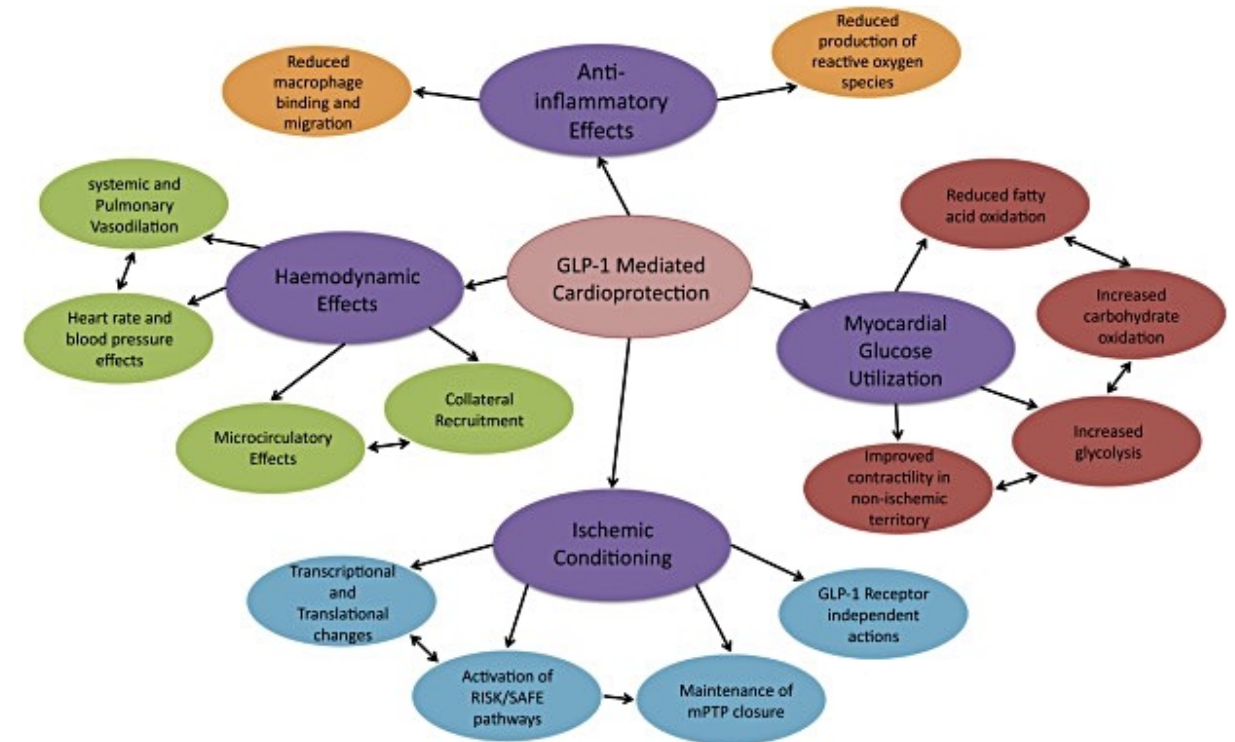 Reduced
production of
reactive oxygen
species
Reduced
macrophage
binding and
migration
Anti-
inflammatory
Effects
systemic and
Pulmonary
Vasodilation
Reduced fatty
acid oxidation
Haemodynamic
Effects
GLP-1 Mediated
Cardioprotection
Heart rate and
blood pressure
effects
Increased
carbohydrate
oxidation
Myocardial
Glucose
Utilization
Collateral
Recruitment
Microcirculatory
Effects
Increased
glycolysis
Improved
contractility in
non-ischemic
territory
Ischemic
Conditioning
Transcriptional
and
Translational
changes
GLP-1 Receptor
independent
actions
Activation of
RISK/SAFE
pathways
Maintenance of
mPTP closure